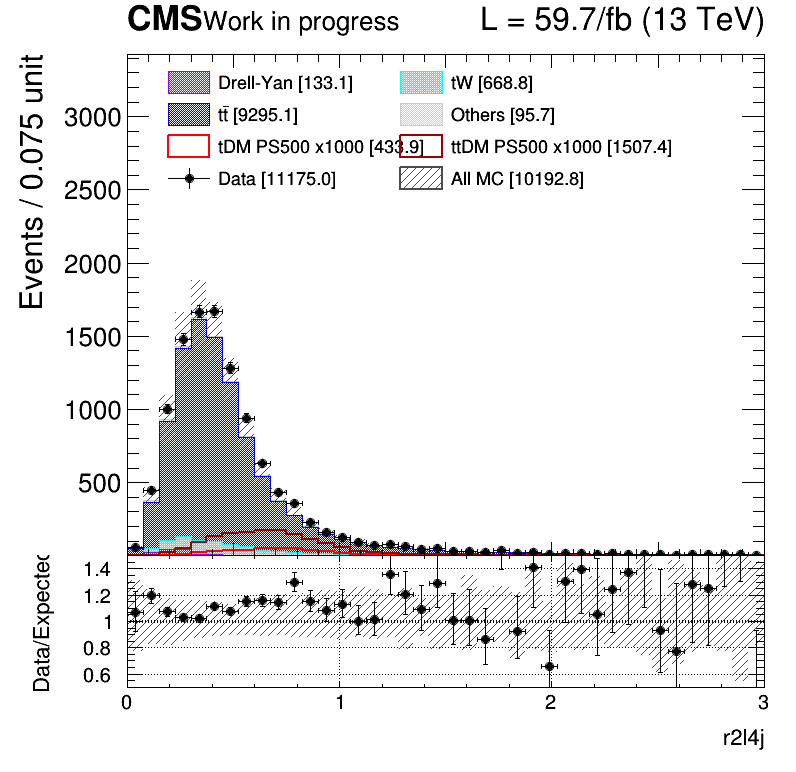 CMS Work in progress L = 59.7/fb (13 TeV)
Events / 0.075 unit
Drell-Yan [133.1] tW [668.8]
tt̄ [9295.1] Others [95.7]
tDM PS500 x1000 [433.9] ttDM PS500 x1000 [1507.4]
Data [11175.0] All MC [10192.8]
3000
2500
2000
1500
1000
500
Data/Expected
1.4
1.2
1
0.8
0.6
0 1 2 3
r2l4j